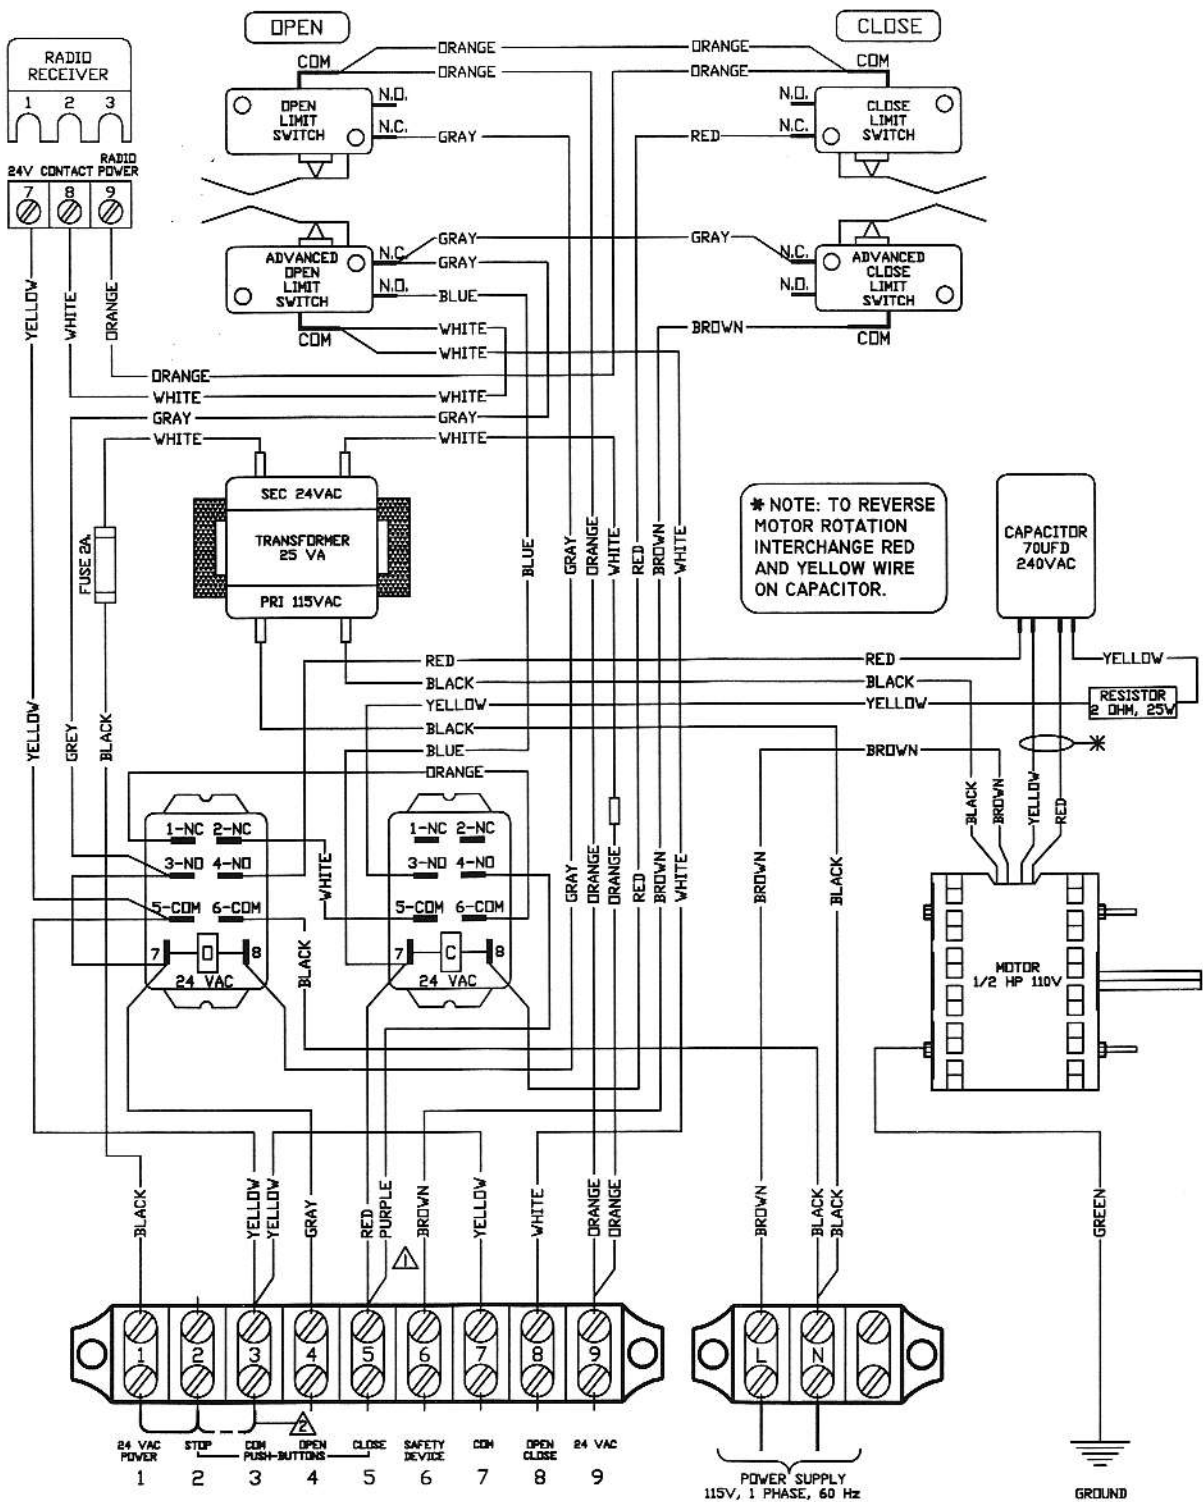 OPEN
CLOSE
RADIO
RECEIVER
1 2 3
24V CONTACT
RADIO
POWER
7 8 9
YELLOW
WHITE
ORANGE
COM
ORANGE
ORANGE
ORANGE
ORANGE
COM
OPEN
LIMIT
SWITCH
N.O.
N.C.
GRAY
RED
N.O.
N.C.
CLOSE
LIMIT
SWITCH
ADVANCED
OPEN
LIMIT
SWITCH
N.C.
N.O.
COM
GRAY
GRAY
BLUE
WHITE
WHITE
GRAY
BROWN
N.C.
N.O.
ADVANCED
CLOSE
LIMIT
SWITCH
COM
ORANGE
WHITE
WHITE
GRAY
GRAY
WHITE
WHITE
SEC 24VAC
TRANSFORMER
25 VA
PRI 115VAC
FUSE 2A.
BLUE
GRAY
ORANGE
WHITE
RED
BROWN
WHITE
* NOTE: TO REVERSE
MOTOR ROTATION
INTERCHANGE RED
AND YELLOW WIRE
ON CAPACITOR.
CAPACITOR
70UFD
240VAC
RED
RED
YELLOW
BLACK
BLACK
YELLOW
YELLOW
RESISTOR
2 OHM, 25W
BLACK
BLUE
BROWN
ORANGE
*
YELLOW
GREY
BLACK
BLACK
BROWN
YELLOW
RED
1-NC 2-NC
3-NO 4-NO
5-COM 6-COM
7 O 8
24 VAC
WHITE
BLACK
1-NC 2-NC
3-NO 4-NO
5-COM 6-COM
7 C 8
24 VAC
GRAY
ORANGE
ORANGE
RED
BROWN
WHITE
BROWN
BLACK
MOTOR
1/2 HP 110V
BLACK
YELLOW
YELLOW
GRAY
RED
PURPLE
BROWN
YELLOW
WHITE
ORANGE
ORANGE
BROWN
BLACK
BLACK
GREEN
1
1 2 3 4 5 6 7 8 9
L N
2
24 VAC
POWER
STOP
COM
OPEN
PUSH-BUTTONS
CLOSE
SAFETY
DEVICE
COM
OPEN
CLOSE
24 VAC
1 2 3 4 5 6 7 8 9
POWER SUPPLY
115V, 1 PHASE, 60 Hz
GROUND